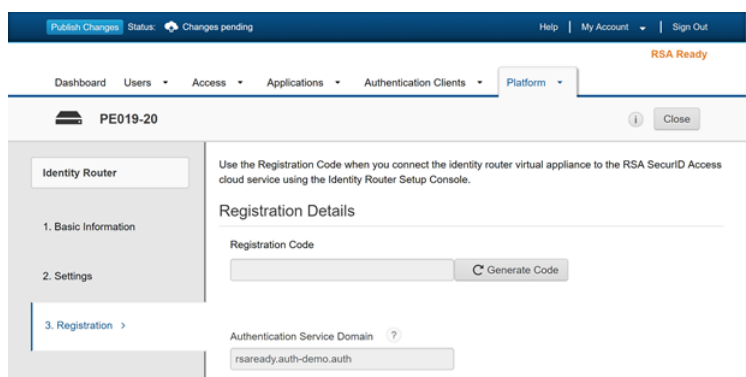 Publish Changes Status: Changes pending Help | My Account | Sign Out
RSA Ready
Dashboard Users Access Applications Authentication Clients Platform
PE019-20 i Close
Identity Router
1. Basic Information
2. Settings
3. Registration >
Use the Registration Code when you connect the identity router virtual appliance to the RSA SecurID Access
cloud service using the Identity Router Setup Console.
Registration Details
Registration Code
Generate Code
Authentication Service Domain ?
rsaready.auth-demo.auth